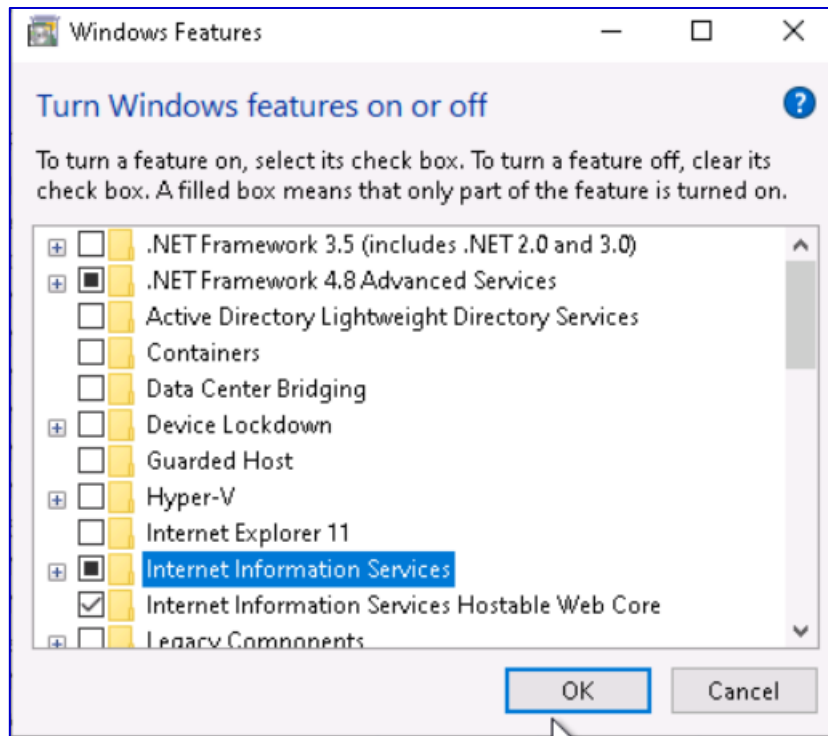 Windows Features
Turn Windows features on or off
To turn a feature on, select its check box. To turn a feature off, clear its
check box. A filled box means that only part of the feature is turned on.
.NET Framework 3.5 (includes .NET 2.0 and 3.0)
.NET Framework 4.8 Advanced Services
Active Directory Lightweight Directory Services
Containers
Data Center Bridging
Device Lockdown
Guarded Host
Hyper-V
Internet Explorer 11
Internet Information Services
Internet Information Services Hostable Web Core
Legacy Components
OK
Cancel